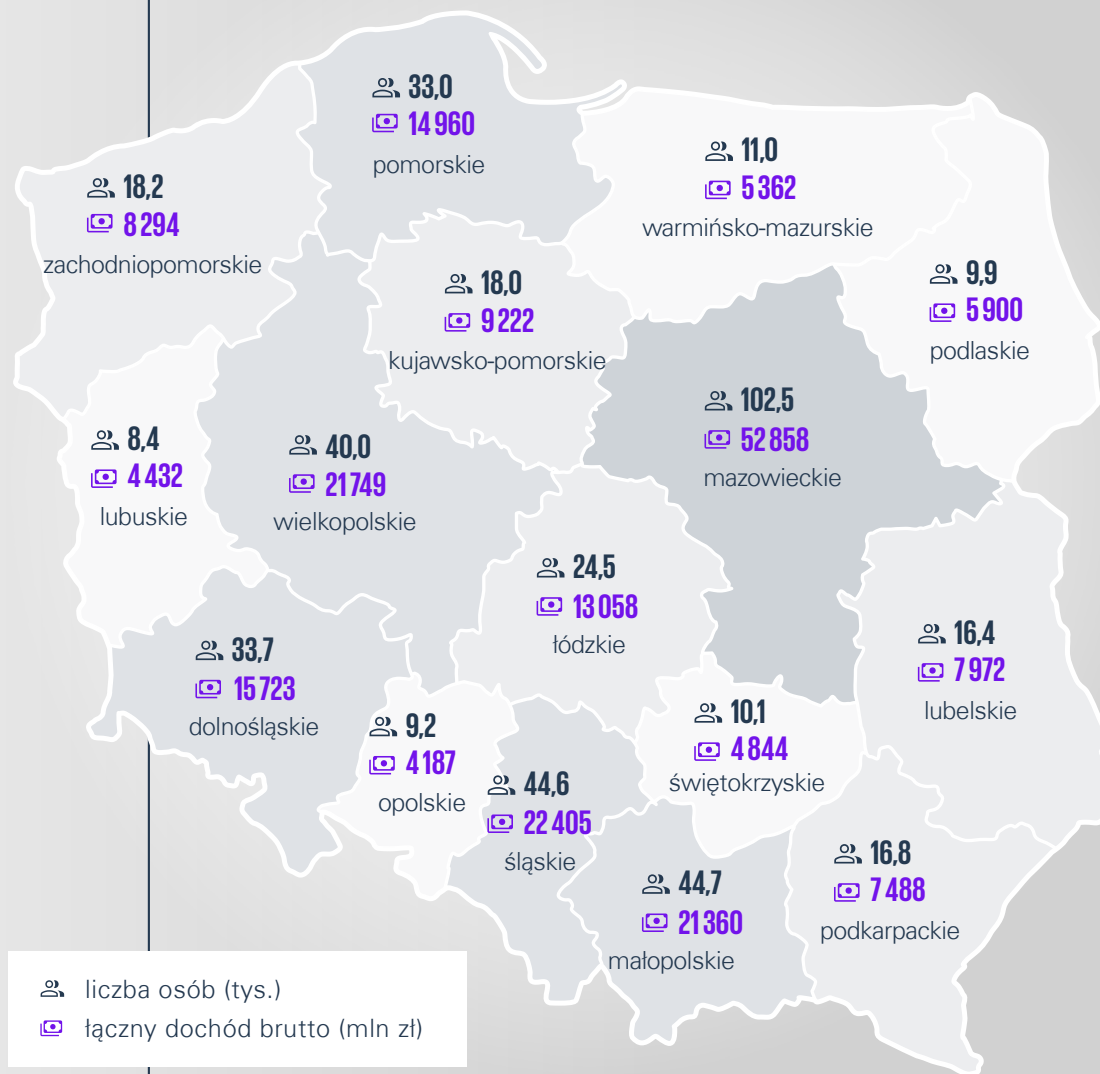 33,0
14 960
pomorskie
11,0
5 362
warmińsko-mazurskie
18,2
8 294
zachodniopomorskie
9,9
5 900
podlaskie
18,0
9 222
kujawsko-pomorskie
102,5
52 858
mazowieckie
8,4
4 432
lubuskie
40,0
21 749
wielkopolskie
24,5
13 058
łódzkie
16,4
7 972
lubelskie
33,7
15 723
dolnośląskie
9,2
4 187
opolskie
10,1
4 844
świętokrzyskie
44,6
22 405
śląskie
16,8
7 488
podkarpackie
44,7
21 360
małopolskie
liczba osób (tys.)
łączny dochód brutto (mln zł)